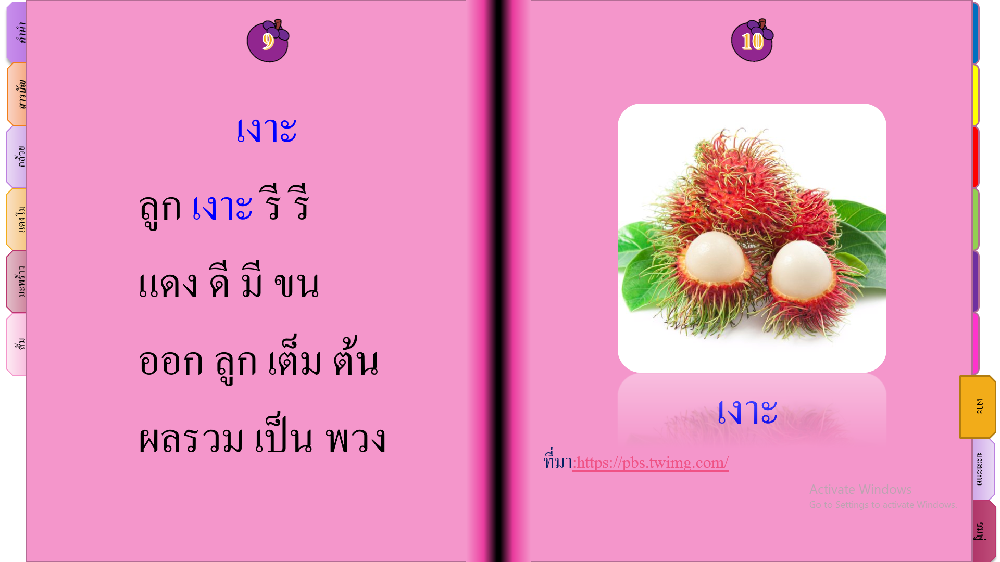 คำนำ
สารบัญ
กล้วย
แตงโม
มะพร้าว
ส้ม
9
เงาะ
ลูก เงาะ รี รี
แดง ดี มี ขน
ออก ลูก เต็ม ต้น
ผลรวม เป็น พวง
10
เงาะ
ที่มา:https://pbs.twimg.com/
Activate Windows
Go to Settings to activate Windows.
เงาะ
มะละกอ
ชมพู่